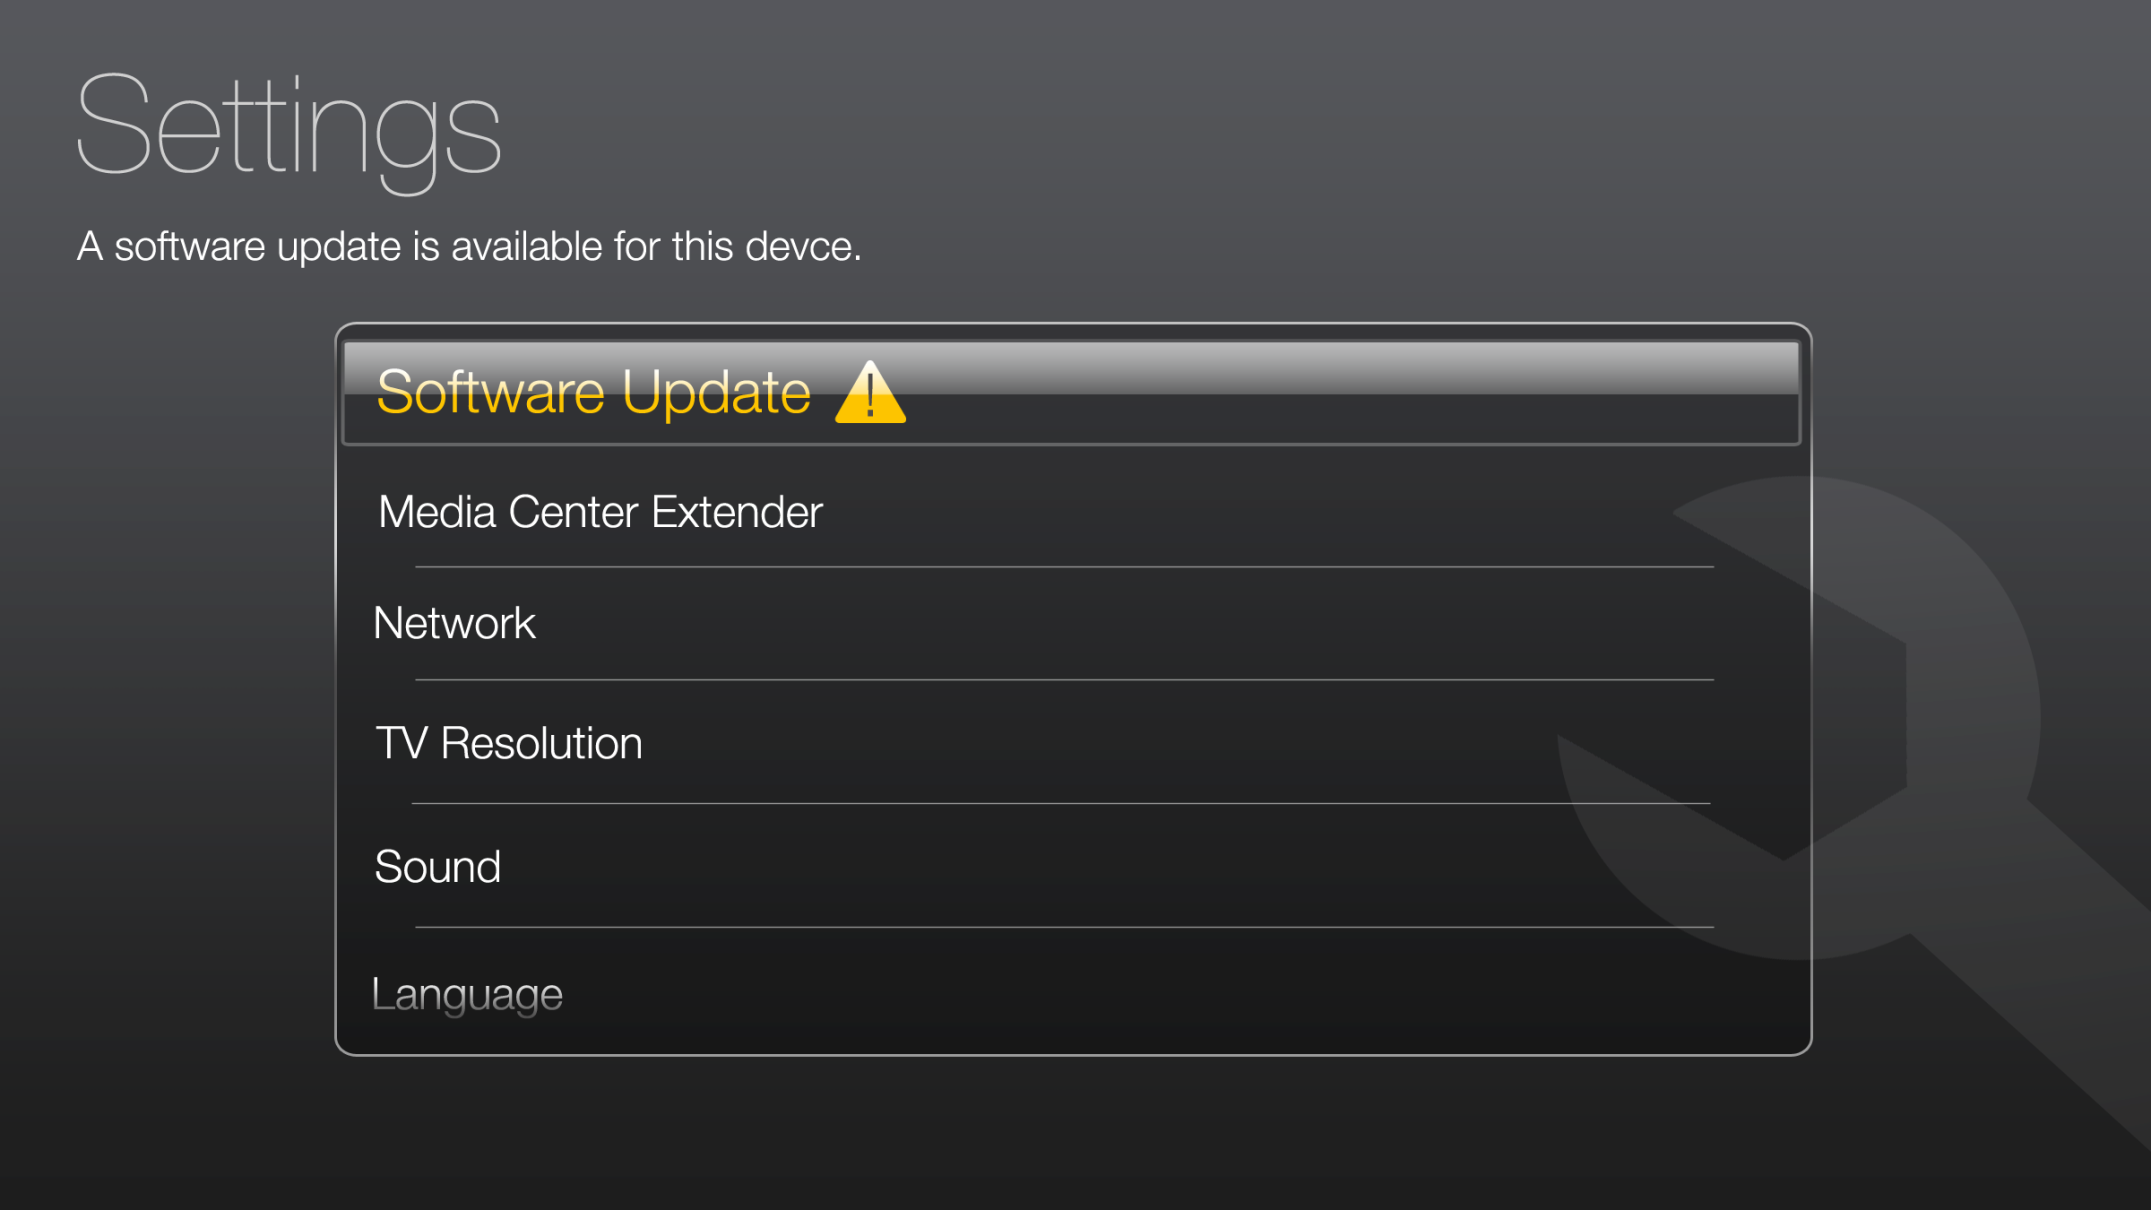 Settings
A software update is available for this devce.
Software Update
Media Center Extender
Network
TV Resolution
Sound
Language